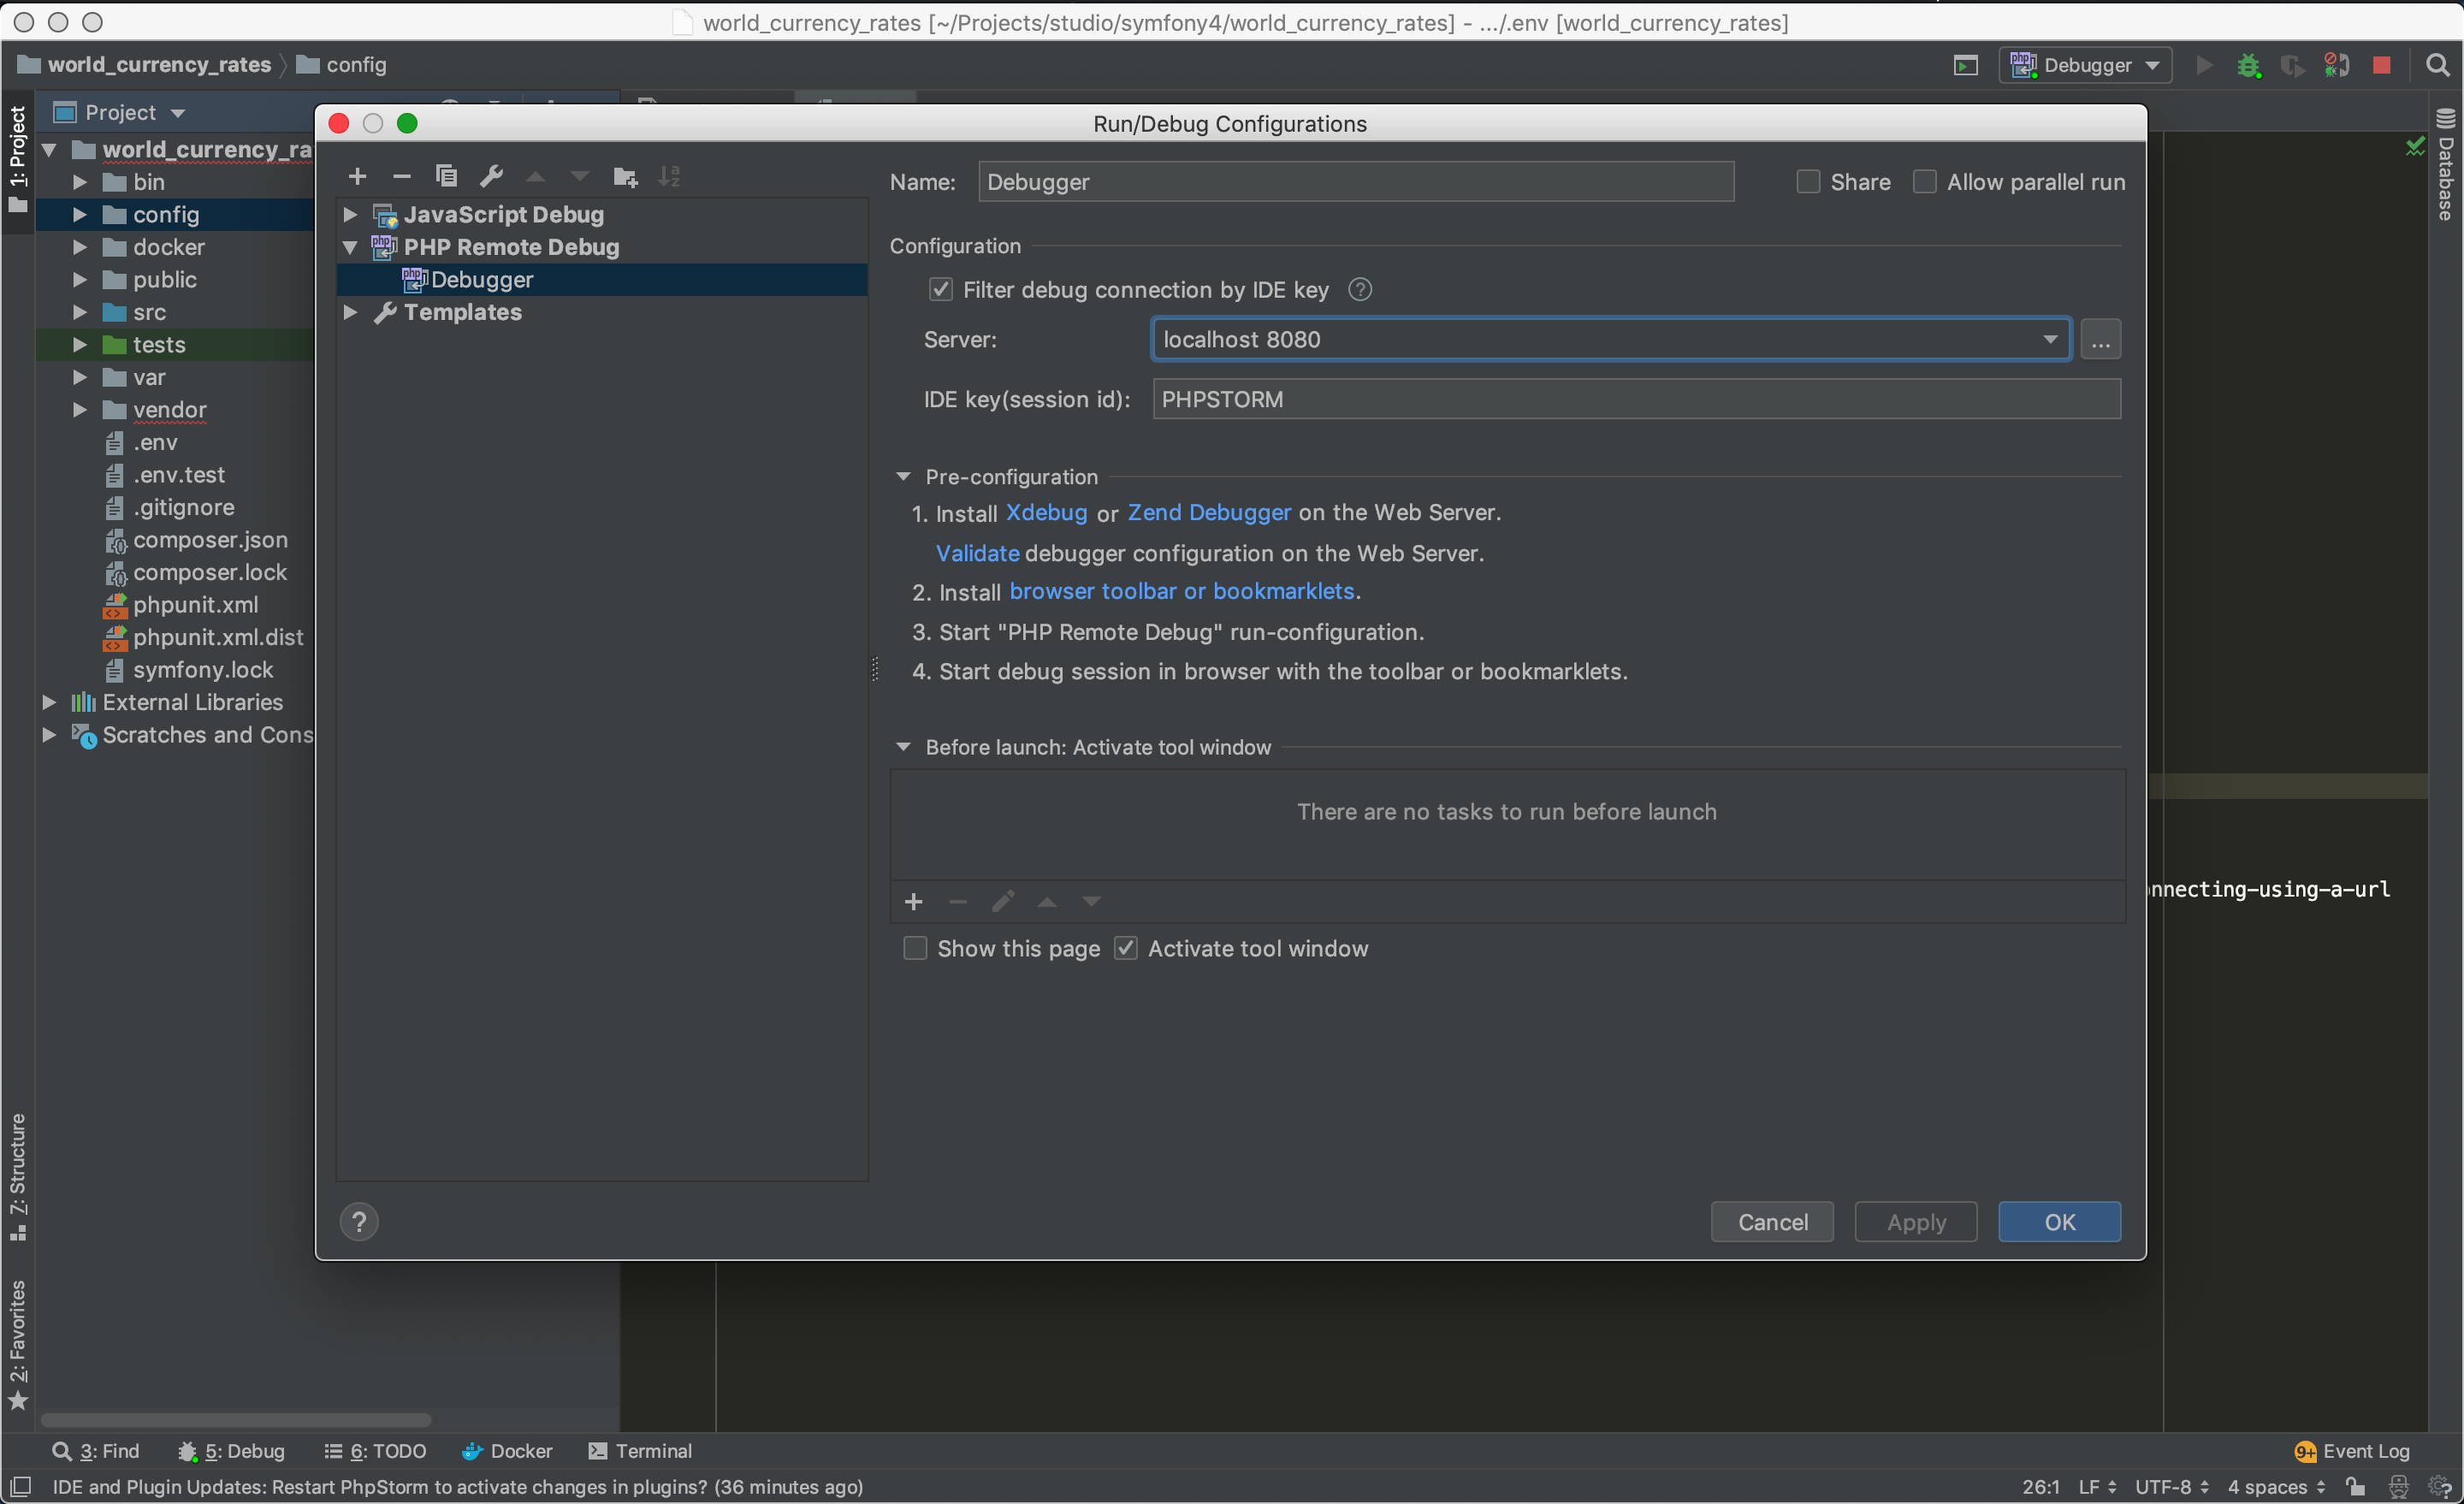 world_currency_rates [~/Projects/studio/symfony4/world_currency_rates] - .../.env [world_currency_rates]
world_currency_rates config
Debugger
1: Project
Project
world_currency_ra
bin
config
docker
public
src
tests
var
vendor
.env
.env.test
.gitignore
composer.json
composer.lock
phpunit.xml
phpunit.xml.dist
symfony.lock
External Libraries
Scratches and Cons
Run/Debug Configurations
JavaScript Debug
PHP Remote Debug
Debugger
Templates
Name: Debugger
Share Allow parallel run
Configuration
Filter debug connection by IDE key ?
Server: localhost 8080 ...
IDE key(session id): PHPSTORM
Pre-configuration
1. Install Xdebug or Zend Debugger on the Web Server.
Validate debugger configuration on the Web Server.
2. Install browser toolbar or bookmarklets.
3. Start "PHP Remote Debug" run-configuration.
4. Start debug session in browser with the toolbar or bookmarklets.
Before launch: Activate tool window
There are no tasks to run before launch
Show this page Activate tool window
?
Cancel Apply OK
Database
onnecting-using-a-url
7: Structure
2: Favorites
3: Find 5: Debug 6: TODO Docker Terminal
9+ Event Log
IDE and Plugin Updates: Restart PhpStorm to activate changes in plugins? (36 minutes ago)
26:1 LF UTF-8 4 spaces